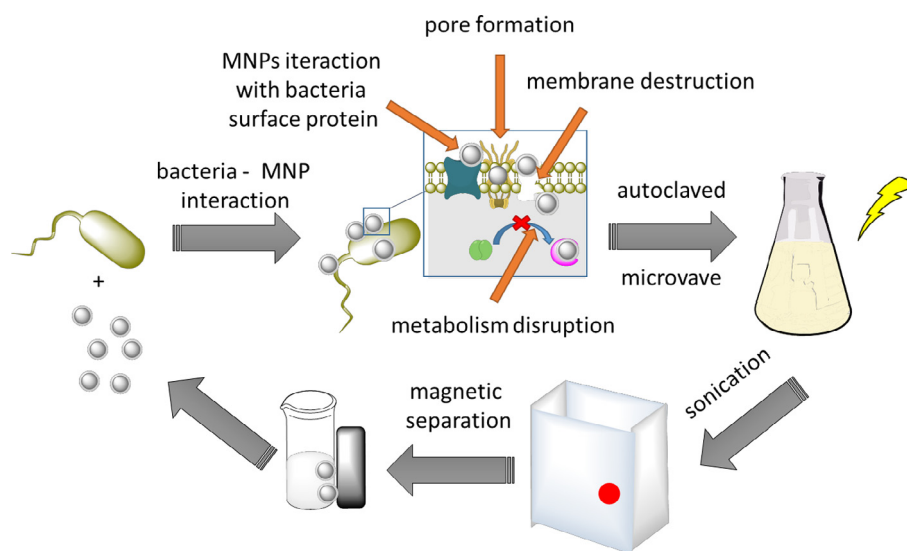 pore formation
MNPs iteraction
with bacteria
surface protein
membrane destruction
bacteria - MNP
interaction
autoclaved
microvave
+
metabolism disruption
sonication
magnetic
separation